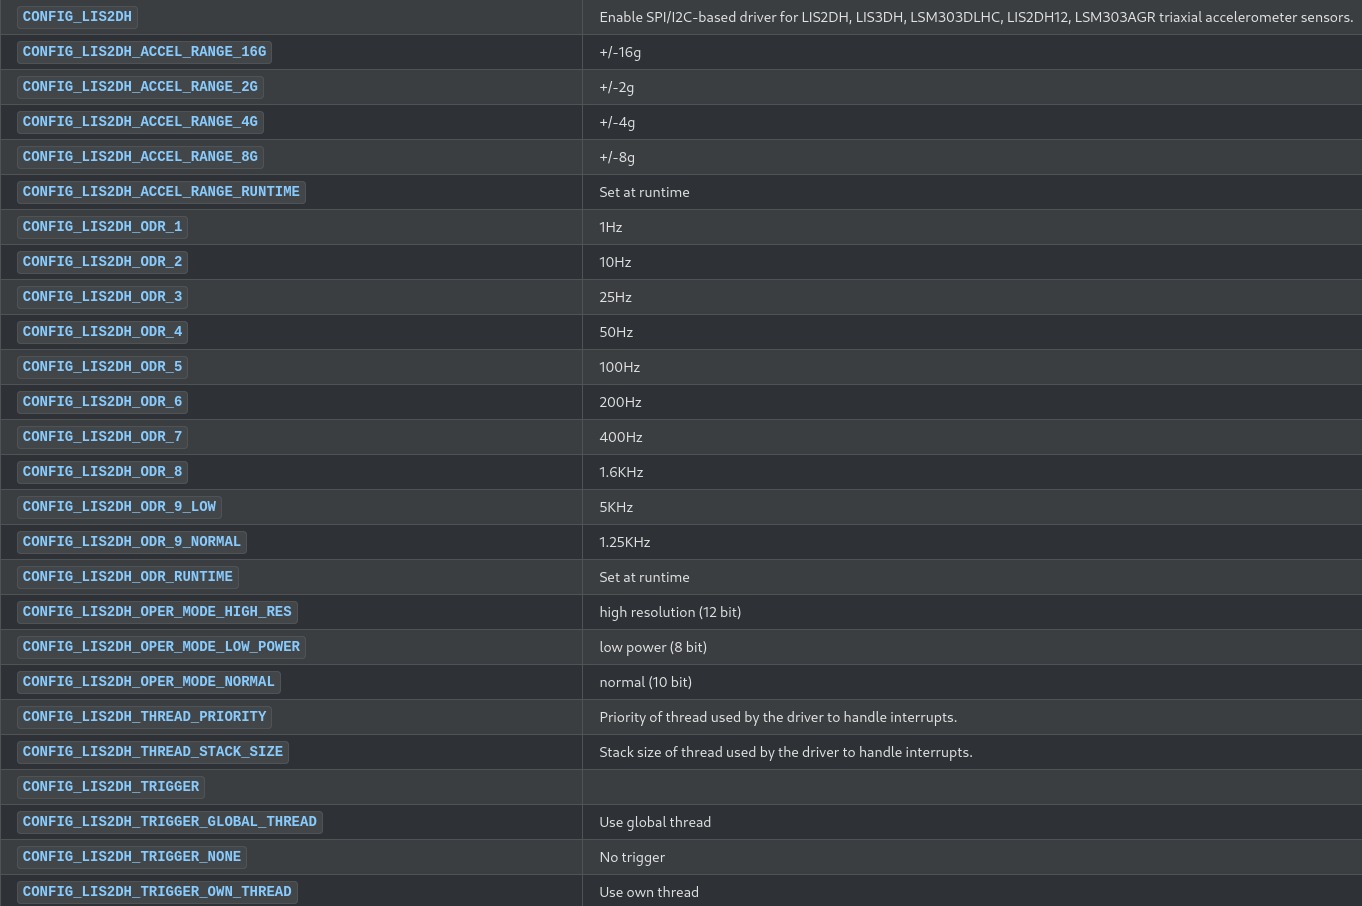 CONFIG_LIS2DH Enable SPI/I2C-based driver for LIS2DH, LIS3DH, LSM303DLHC, LIS2DH12, LSM303AGR triaxial accelerometer sensors.
CONFIG_LIS2DH_ACCEL_RANGE_16G +/-16g
CONFIG_LIS2DH_ACCEL_RANGE_2G +/-2g
CONFIG_LIS2DH_ACCEL_RANGE_4G +/-4g
CONFIG_LIS2DH_ACCEL_RANGE_8G +/-8g
CONFIG_LIS2DH_ACCEL_RANGE_RUNTIME Set at runtime
CONFIG_LIS2DH_ODR_1 1Hz
CONFIG_LIS2DH_ODR_2 10Hz
CONFIG_LIS2DH_ODR_3 25Hz
CONFIG_LIS2DH_ODR_4 50Hz
CONFIG_LIS2DH_ODR_5 100Hz
CONFIG_LIS2DH_ODR_6 200Hz
CONFIG_LIS2DH_ODR_7 400Hz
CONFIG_LIS2DH_ODR_8 1.6KHz
CONFIG_LIS2DH_ODR_9_LOW 5KHz
CONFIG_LIS2DH_ODR_9_NORMAL 1.25KHz
CONFIG_LIS2DH_ODR_RUNTIME Set at runtime
CONFIG_LIS2DH_OPER_MODE_HIGH_RES high resolution (12 bit)
CONFIG_LIS2DH_OPER_MODE_LOW_POWER low power (8 bit)
CONFIG_LIS2DH_OPER_MODE_NORMAL normal (10 bit)
CONFIG_LIS2DH_THREAD_PRIORITY Priority of thread used by the driver to handle interrupts.
CONFIG_LIS2DH_THREAD_STACK_SIZE Stack size of thread used by the driver to handle interrupts.
CONFIG_LIS2DH_TRIGGER
CONFIG_LIS2DH_TRIGGER_GLOBAL_THREAD Use global thread
CONFIG_LIS2DH_TRIGGER_NONE No trigger
CONFIG_LIS2DH_TRIGGER_OWN_THREAD Use own thread